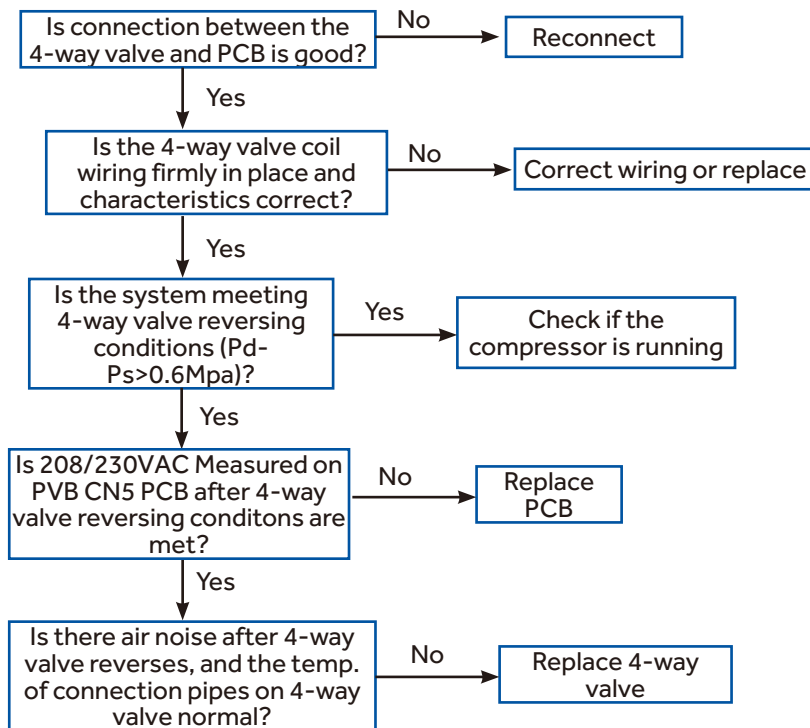 Is connection between the
4-way valve and PCB is good?
No
Reconnect
Yes
Is the 4-way valve coil
wiring firmly in place and
characteristics correct?
No
Correct wiring or replace
Yes
Is the system meeting
4-way valve reversing
conditions (Pd-
Ps>0.6Mpa)?
Yes
Check if the
compressor is running
Yes
Is 208/230VAC Measured on
PVB CN5 PCB after 4-way
valve reversing conditons are
met?
No
Replace
PCB
Yes
Is there air noise after 4-way
valve reverses, and the temp.
of connection pipes on 4-way
valve normal?
No
Replace 4-way
valve